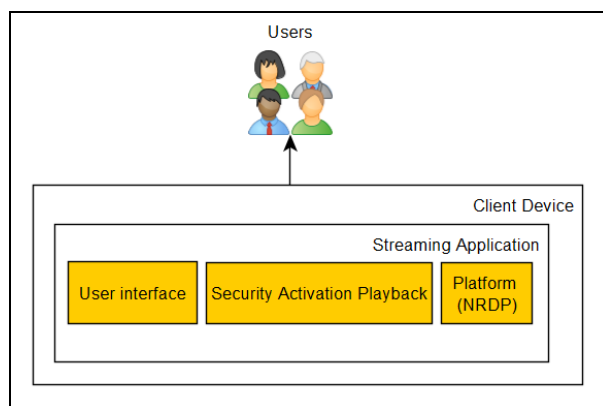 Users
Client Device
Streaming Application
User interface
Security Activation Playback
Platform
(NRDP)